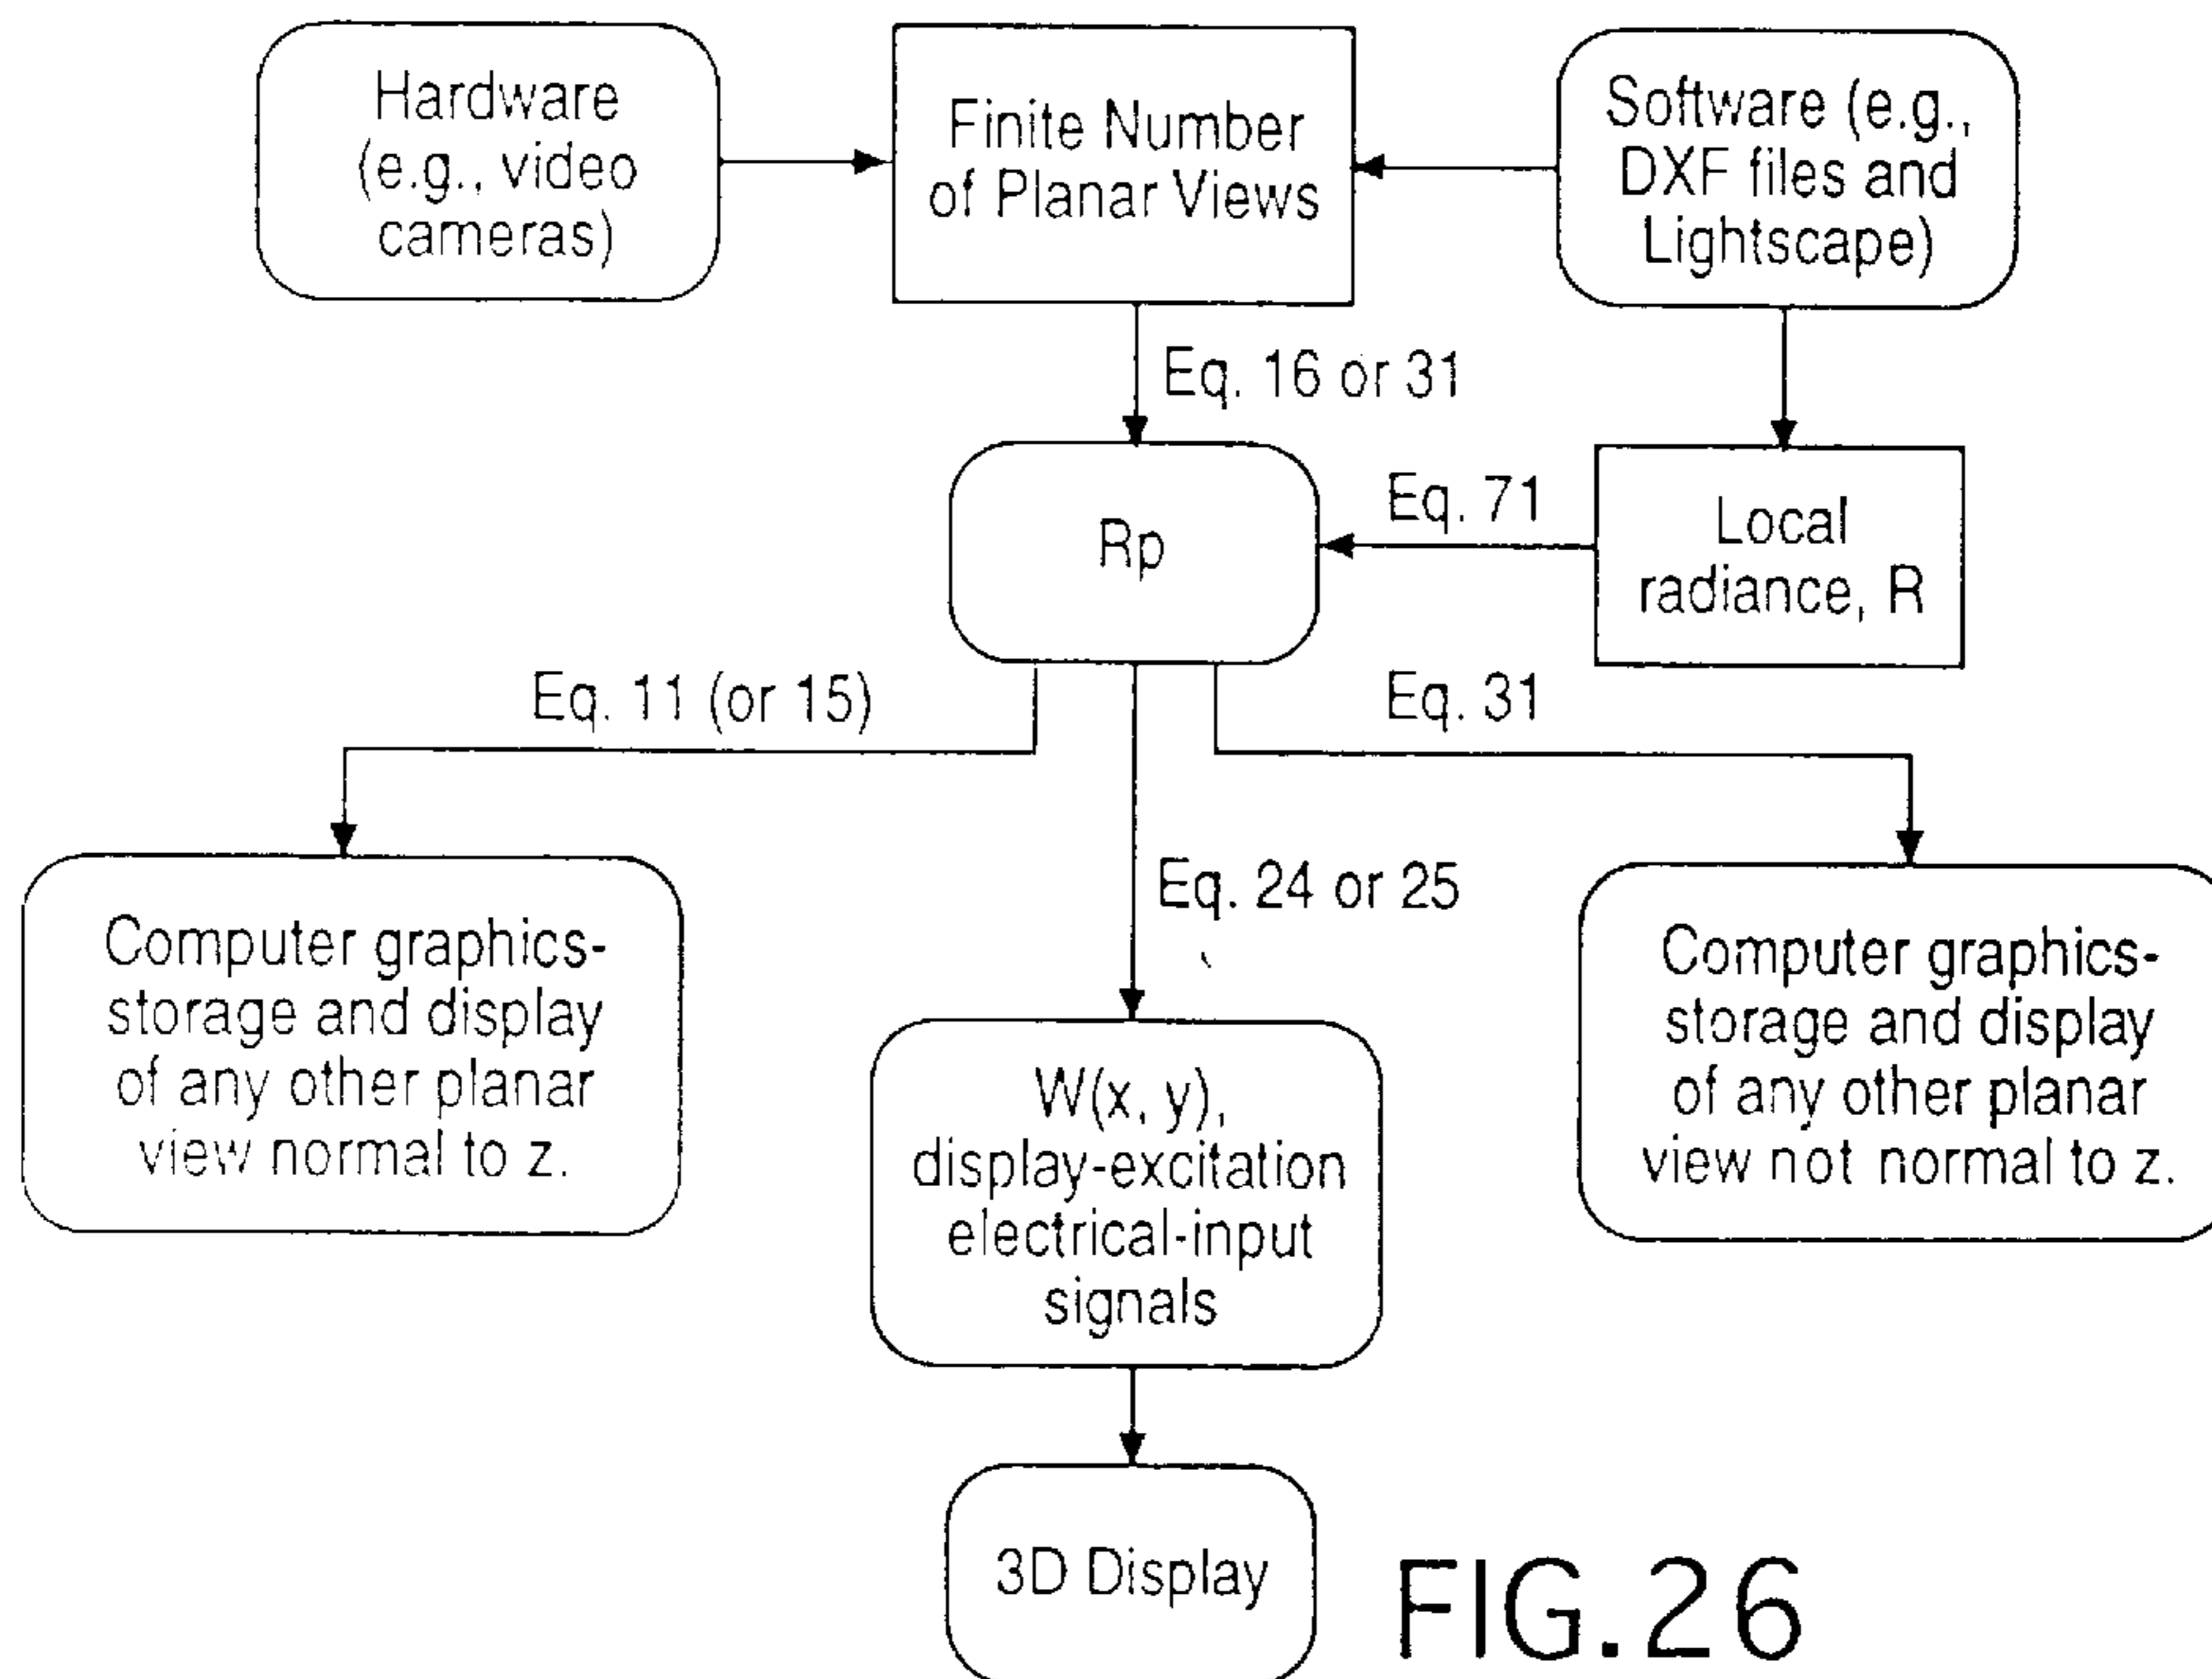 Hardware
(e.g., video
cameras)
Finite Number
of Planar Views
Software (e.g.,
DXF files and
Lightscape)
Eq. 16 or 31
Rp
Eq. 71
Local
radiance, R
Eq. 11 (or 15)
Eq. 31
Eq. 24 or 25
Computer graphics-
storage and display
of any other planar
view normal to z.
W(x, y),
display-excitation
electrical-input
signals
Computer graphics-
storage and display
of any other planar
view not normal to z.
3D Display
FIG.26